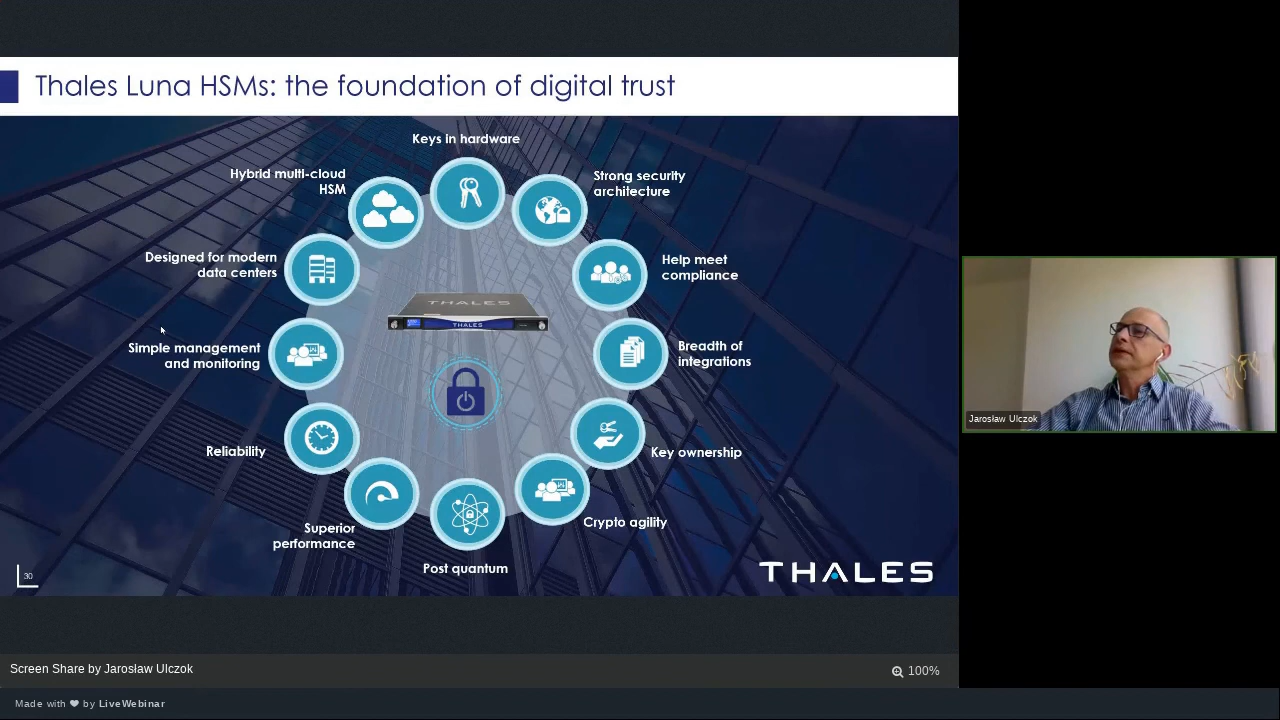 Thales Luna HSMs: the foundation of digital trust
Keys in hardware
Hybrid multi-cloud
HSM
Strong security
architecture
Designed for modern
data centers
Help meet
compliance
THALES
THALES
Simple management
and monitoring
Breadth of
integrations
Reliability
Key ownership
Superior
performance
Crypto agility
Post quantum
30
THALES
Jarosław Ulczok
Screen Share by Jarosław Ulczok
100%
Made with ❤ by LiveWebinar